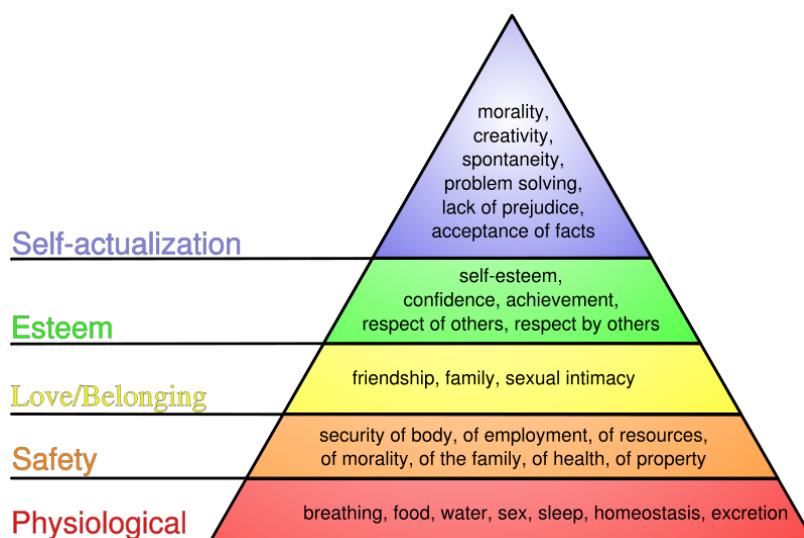 morality,
creativity,
spontaneity,
problem solving,
lack of prejudice,
acceptance of facts
Self-actualization
self-esteem,
confidence, achievement,
respect of others, respect by others
Esteem
friendship, family, sexual intimacy
Love/Belonging
security of body, of employment, of resources,
of morality, of the family, of health, of property
Safety
breathing, food, water, sex, sleep, homeostasis, excretion
Physiological